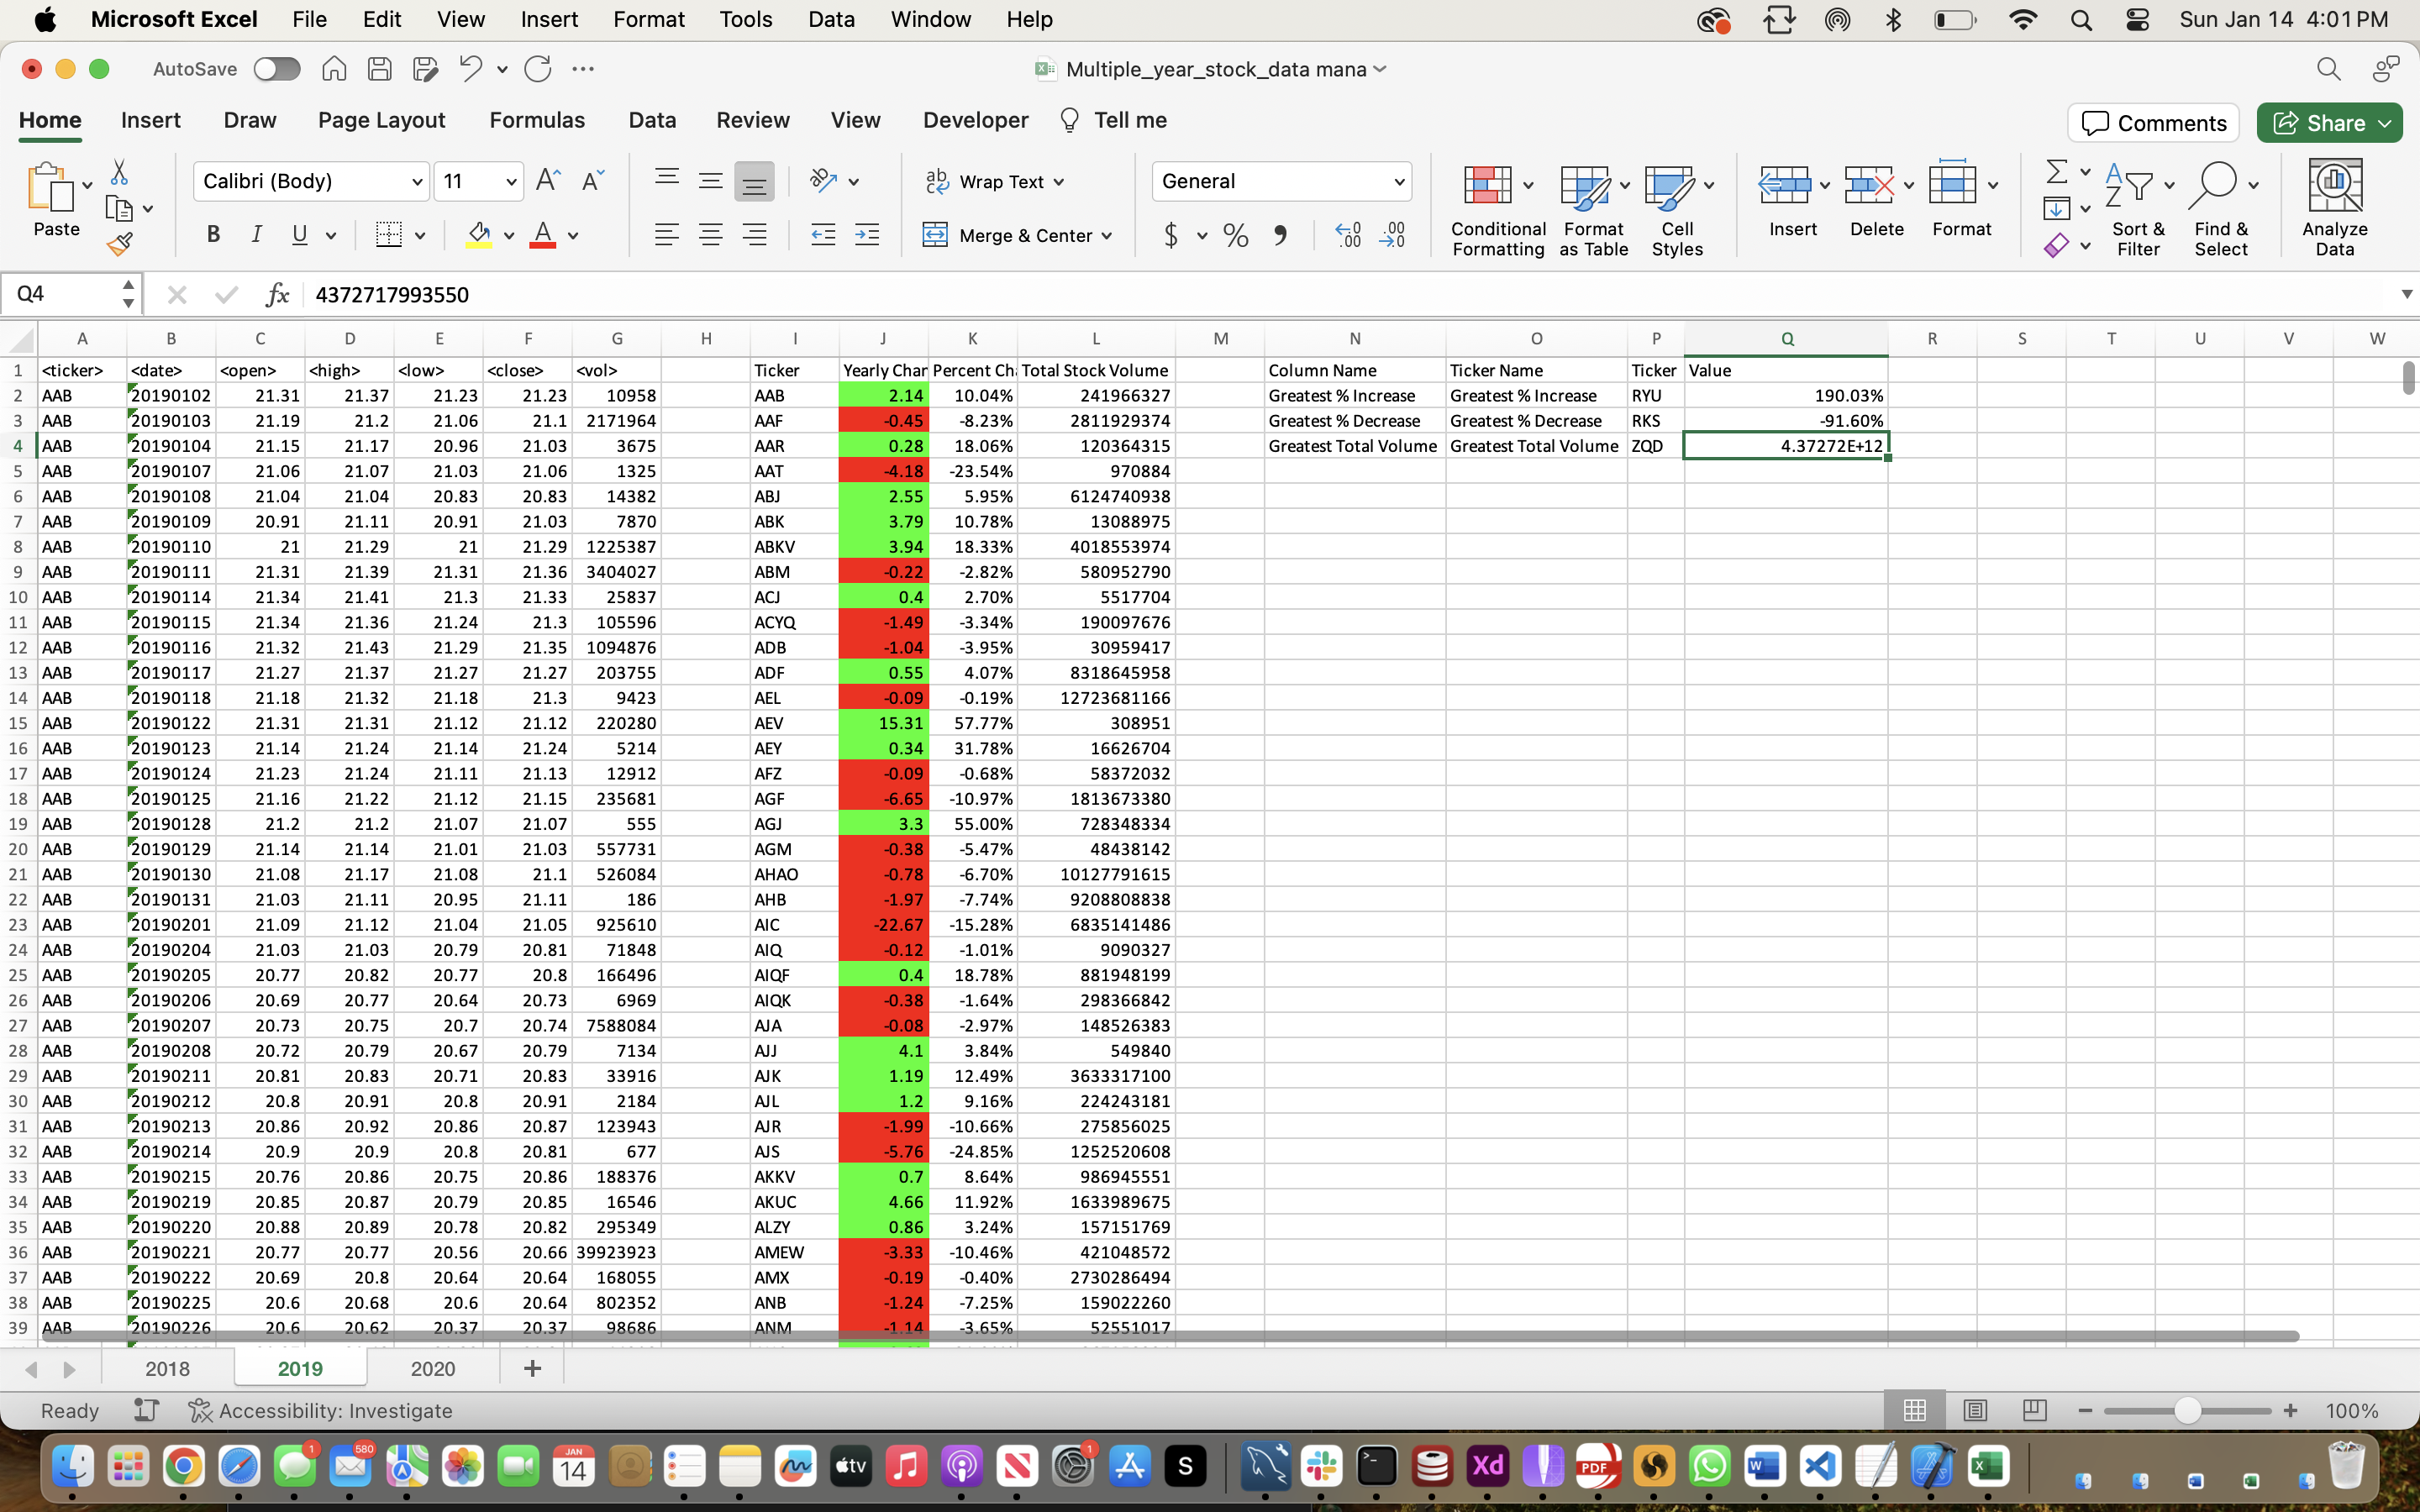 Microsoft Excel File Edit View Insert Format Tools Data Window Help Sun Jan 14 4:01 PM
AutoSave Multiple_year_stock_data mana
Home Insert Draw Page Layout Formulas Data Review View Developer Tell me Comments Share
Paste Calibri (Body) 11 Wrap Text Merge & Center General Conditional Formatting Format as Table Cell Styles Insert Delete Format Sort & Filter Find & Select Analyze Data
Q4 fx 4372717993550
A B C D E F G H I J K L M N O P Q R S T U V W
1 <ticker> <date> <open> <high> <low> <close> <vol> Ticker Yearly Chan Percent Ch Total Stock Volume Column Name Ticker Name Ticker Value
2 AAB 20190102 21.31 21.37 21.23 21.23 10958 AAB 2.14 10.04% 241966327 Greatest % Increase Greatest % Increase RYU 190.03%
3 AAB 20190103 21.19 21.2 21.06 21.1 2171964 AAF -0.45 -8.23% 2811929374 Greatest % Decrease Greatest % Decrease RKS -91.60%
4 AAB 20190104 21.15 21.17 20.96 21.03 3675 AAR 0.28 18.06% 120364315 Greatest Total Volume Greatest Total Volume ZQD 4.37272E+12
5 AAB 20190107 21.06 21.07 21.03 21.06 1325 AAT -4.18 -23.54% 970884
6 AAB 20190108 21.04 21.04 20.83 20.83 14382 ABJ 2.55 5.95% 6124740938
7 AAB 20190109 20.91 21.11 20.91 21.03 7870 ABK 3.79 10.78% 13088975
8 AAB 20190110 21 21.29 21 21.29 1225387 ABKV 3.94 18.33% 4018553974
9 AAB 20190111 21.31 21.39 21.31 21.36 3404027 ABM -0.22 -2.82% 580952790
10 AAB 20190114 21.34 21.41 21.3 21.33 25837 ACJ 0.4 2.70% 5517704
11 AAB 20190115 21.34 21.36 21.24 21.3 105596 ACYQ -1.49 -3.34% 190097676
12 AAB 20190116 21.32 21.43 21.29 21.35 1094876 ADB -1.04 -3.95% 30959417
13 AAB 20190117 21.27 21.37 21.27 21.27 203755 ADF 0.55 4.07% 8318645958
14 AAB 20190118 21.18 21.32 21.18 21.3 9423 AEL -0.09 -0.19% 12723681166
15 AAB 20190122 21.31 21.31 21.12 21.12 220280 AEV 15.31 57.77% 308951
16 AAB 20190123 21.14 21.24 21.14 21.24 5214 AEY 0.34 31.78% 16626704
17 AAB 20190124 21.23 21.24 21.11 21.13 12912 AFZ -0.09 -0.68% 58372032
18 AAB 20190125 21.16 21.22 21.12 21.15 235681 AGF -6.65 -10.97% 1813673380
19 AAB 20190128 21.2 21.2 21.07 21.07 555 AGJ 3.3 55.00% 728348334
20 AAB 20190129 21.14 21.14 21.01 21.03 557731 AGM -0.38 -5.47% 48438142
21 AAB 20190130 21.08 21.17 21.08 21.1 526084 AHAO -0.78 -6.70% 10127791615
22 AAB 20190131 21.03 21.11 20.95 21.11 186 AHB -1.97 -7.74% 9208808838
23 AAB 20190201 21.09 21.12 21.04 21.05 925610 AIC -22.67 -15.28% 6835141486
24 AAB 20190204 21.03 21.03 20.79 20.81 71848 AIQ -0.12 -1.01% 9090327
25 AAB 20190205 20.77 20.82 20.77 20.8 166496 AIQF 0.4 18.78% 881948199
26 AAB 20190206 20.69 20.77 20.64 20.73 6969 AIQK -0.38 -1.64% 298366842
27 AAB 20190207 20.73 20.75 20.7 20.74 7588084 AJA -0.08 -2.97% 148526383
28 AAB 20190208 20.72 20.79 20.67 20.79 7134 AJJ 4.1 3.84% 549840
29 AAB 20190211 20.81 20.83 20.71 20.83 33916 AJK 1.19 12.49% 3633317100
30 AAB 20190212 20.8 20.91 20.8 20.91 2184 AJL 1.2 9.16% 224243181
31 AAB 20190213 20.86 20.92 20.86 20.87 123943 AJR -1.99 -10.66% 275856025
32 AAB 20190214 20.9 20.9 20.8 20.81 677 AJS -5.76 -24.85% 1252520608
33 AAB 20190215 20.76 20.86 20.75 20.86 188376 AKKV 0.7 8.64% 986945551
34 AAB 20190219 20.85 20.87 20.79 20.85 16546 AKUC 4.66 11.92% 1633989675
35 AAB 20190220 20.88 20.89 20.78 20.82 295349 ALZY 0.86 3.24% 157151769
36 AAB 20190221 20.77 20.77 20.56 20.66 39923923 AMEW -3.33 -10.46% 421048572
37 AAB 20190222 20.69 20.8 20.64 20.64 168055 AMX -0.19 -0.40% 2730286494
38 AAB 20190225 20.6 20.68 20.6 20.64 802352 ANB -1.24 -7.25% 159022260
39 AAB 20190226 20.6 20.62 20.37 20.37 98686 ANM -1.14 -3.65% 52551017
2018 2019 2020
Ready Accessibility: Investigate 100%
1 580 JAN 14 tv 1 S Xd PDF W X